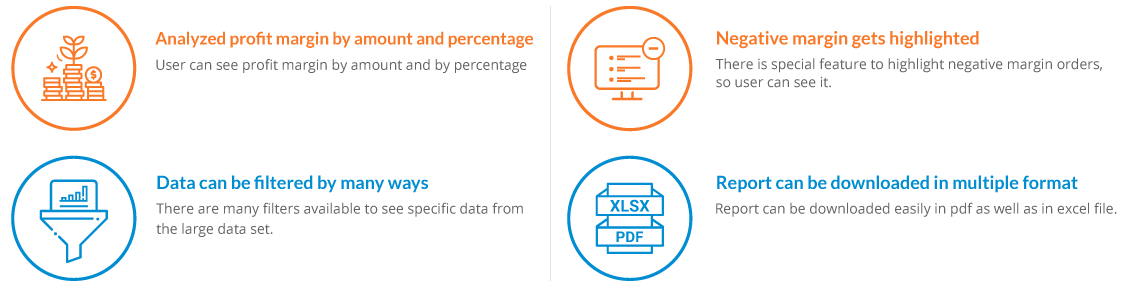 Analyzed profit margin by amount and percentage
User can see profit margin by amount and by percentage
Negative margin gets highlighted
There is special feature to highlight negative margin orders,
so user can see it.
Data can be filtered by many ways
There are many filters available to see specific data from
the large data set.
XLSX
PDF
Report can be downloaded in multiple format
Report can be downloaded easily in pdf as well as in excel file.
$